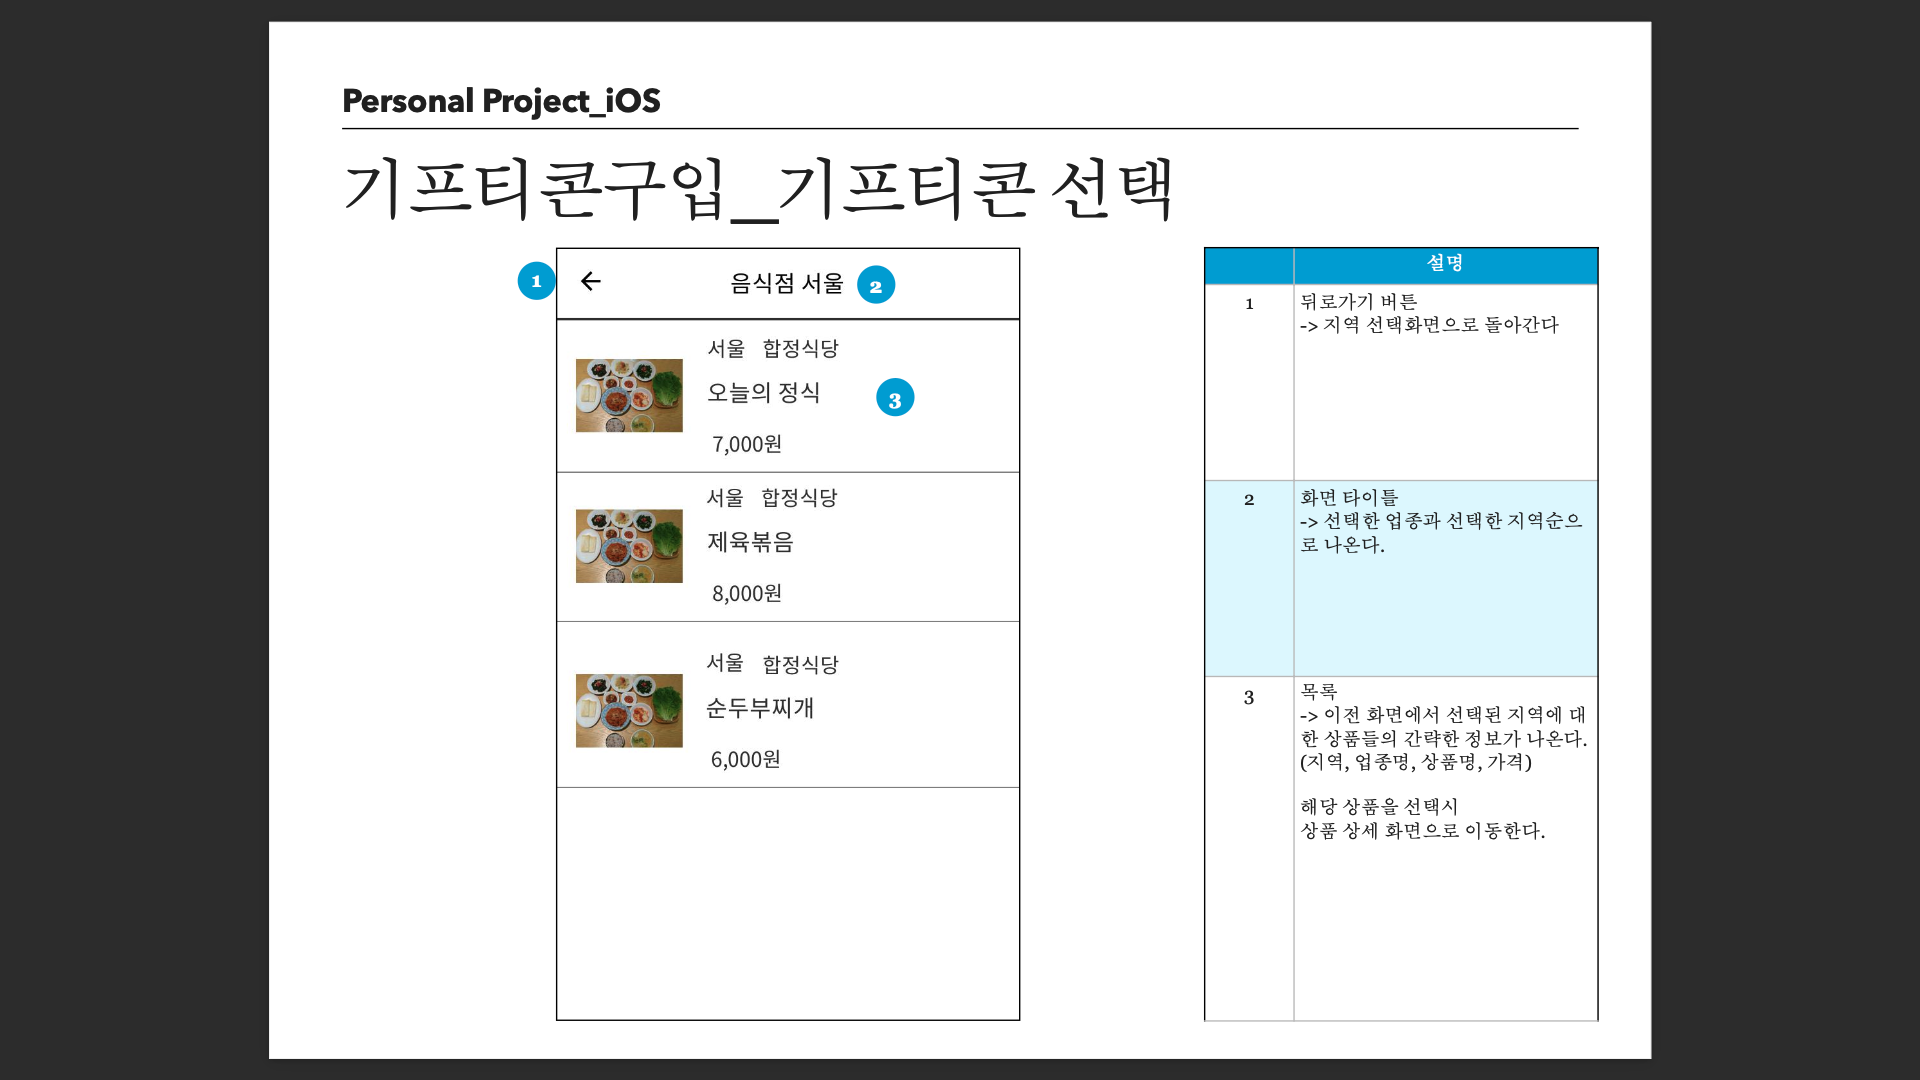 Personal Project_iOS
기프티콘구입_기프티콘 선택
1
음식점 서울
2
서울 합정식당
오늘의 정식
3
7,000원
서울 합정식당
제육볶음
8,000원
서울 합정식당
순두부찌개
6,000원
설명
1
뒤로가기 버튼
-> 지역 선택화면으로 돌아간다
2
화면 타이틀
-> 선택한 업종과 선택한 지역순으
로 나온다.
3
목록
-> 이전 화면에서 선택된 지역에 대
한 상품들의 간략한 정보가 나온다.
(지역, 업종명, 상품명, 가격)
해당 상품을 선택시
상품 상세 화면으로 이동한다.